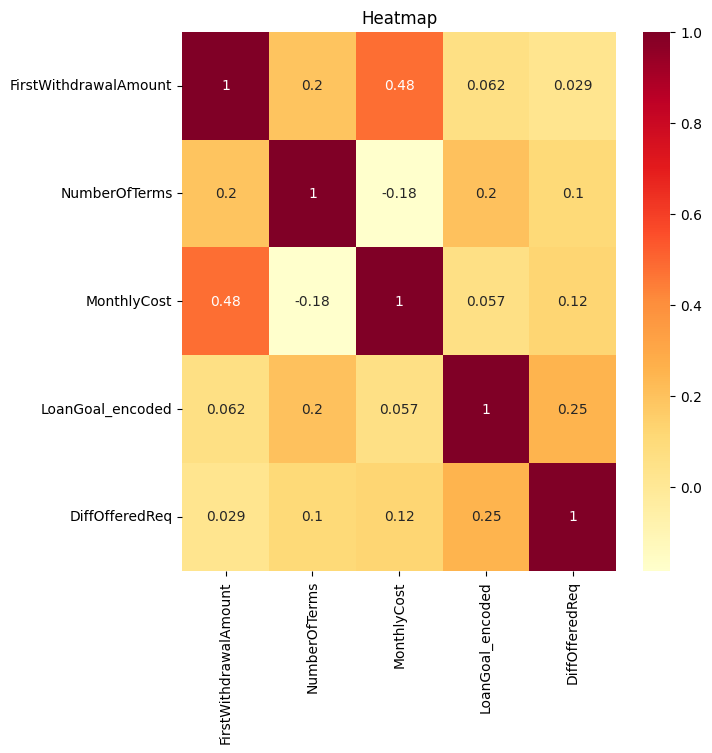 Heatmap
FirstWithdrawalAmount 1 0.2 0.48 0.062 0.029
NumberOfTerms 0.2 1 -0.18 0.2 0.1
MonthlyCost 0.48 -0.18 1 0.057 0.12
LoanGoal_encoded 0.062 0.2 0.057 1 0.25
DiffOfferedReq 0.029 0.1 0.12 0.25 1
FirstWithdrawalAmount
NumberOfTerms
MonthlyCost
LoanGoal_encoded
DiffOfferedReq
1.0
0.8
0.6
0.4
0.2
0.0